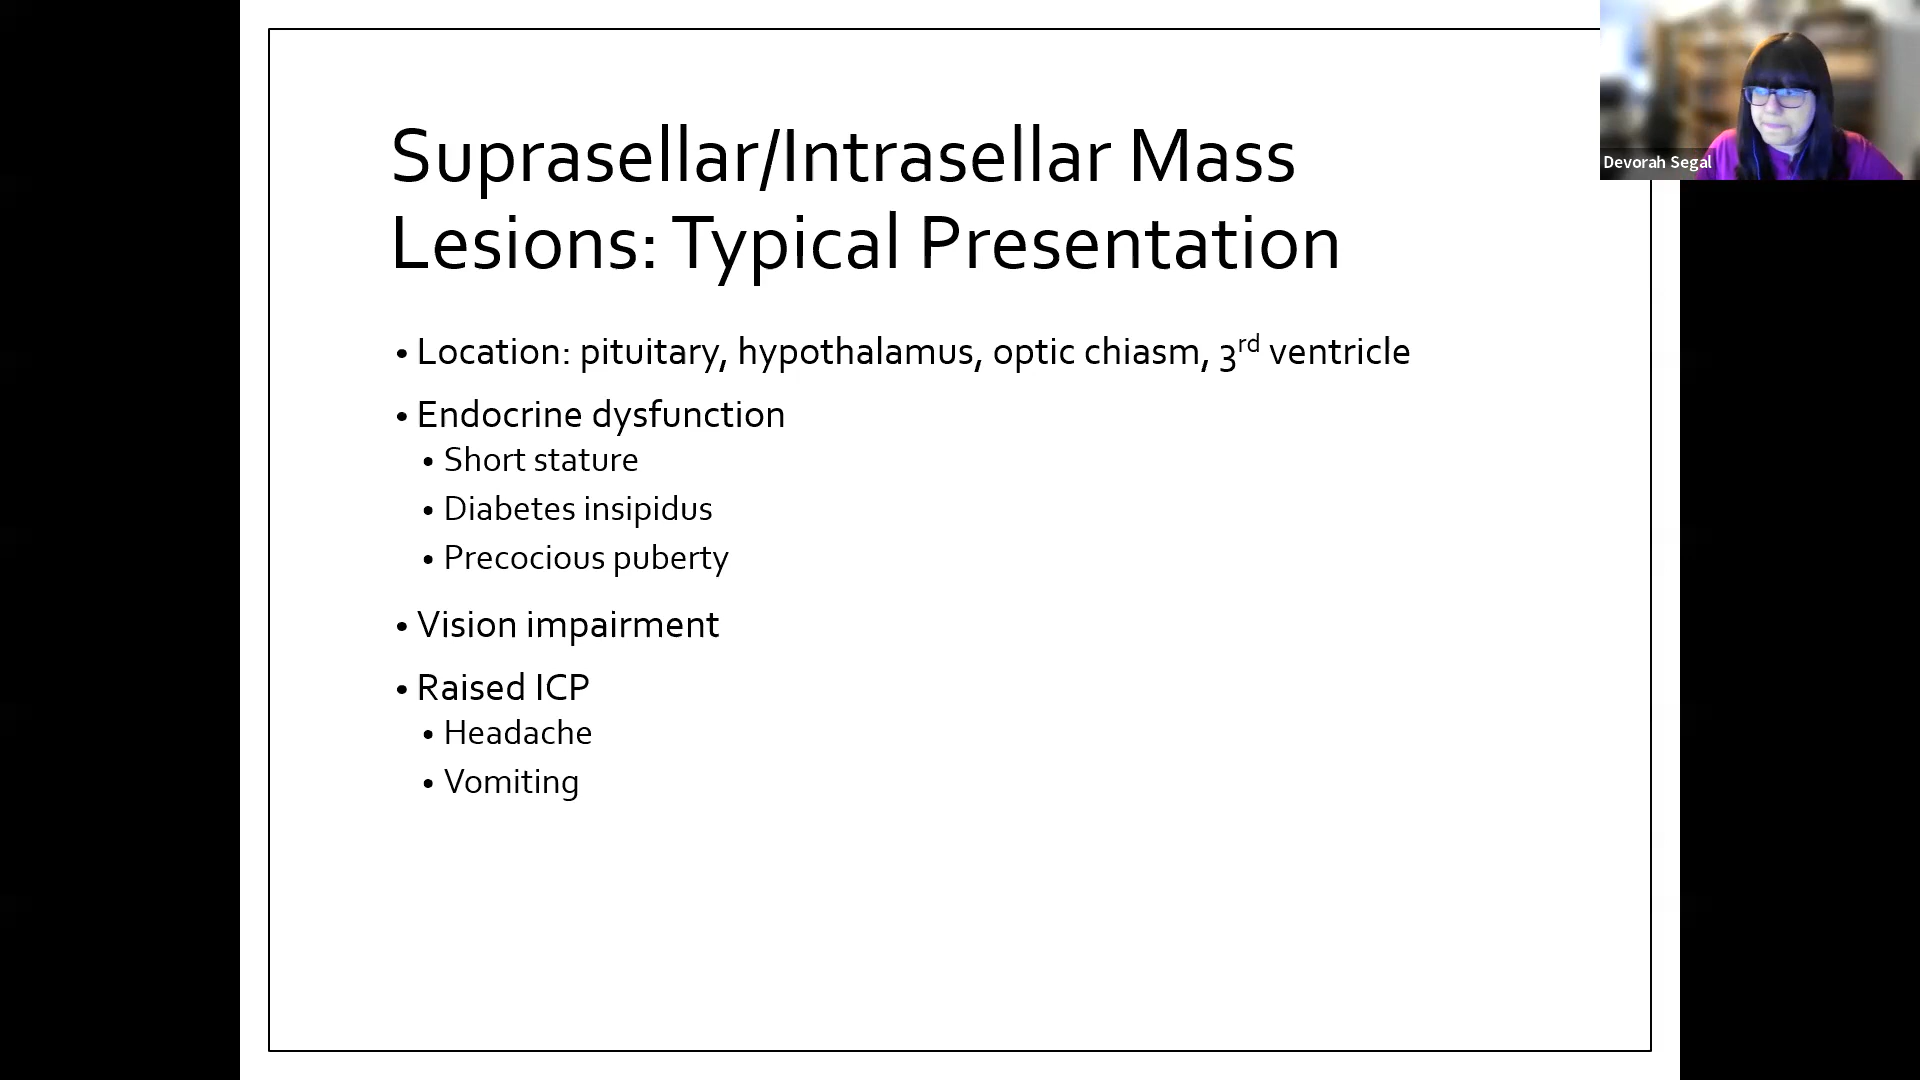 Suprasellar/Intrasellar Mass
Lesions: Typical Presentation
• Location: pituitary, hypothalamus, optic chiasm, 3rd ventricle
• Endocrine dysfunction
• Short stature
• Diabetes insipidus
• Precocious puberty
• Vision impairment
• Raised ICP
• Headache
• Vomiting
Devorah Segal